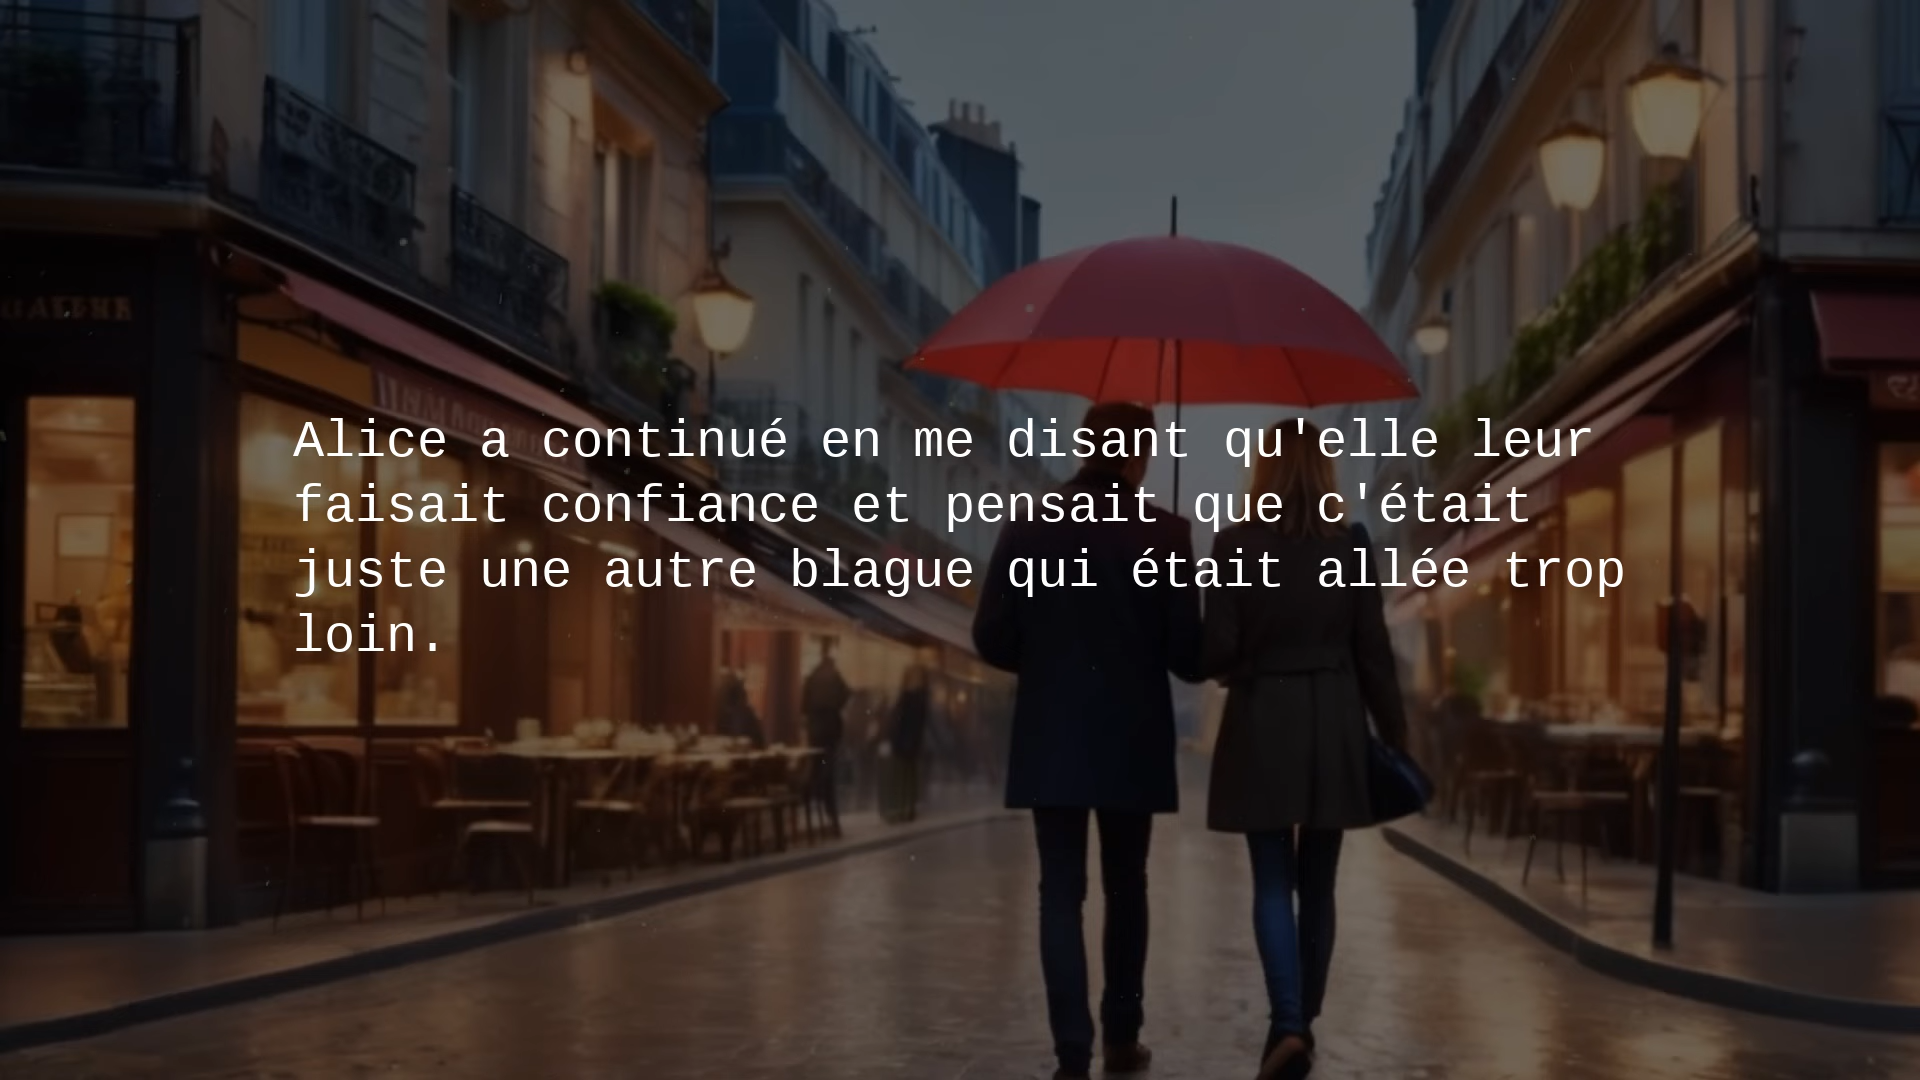 Alice a continué en me disant qu'elle leur
faisait confiance et pensait que c'était
juste une autre blague qui était allée trop
loin.